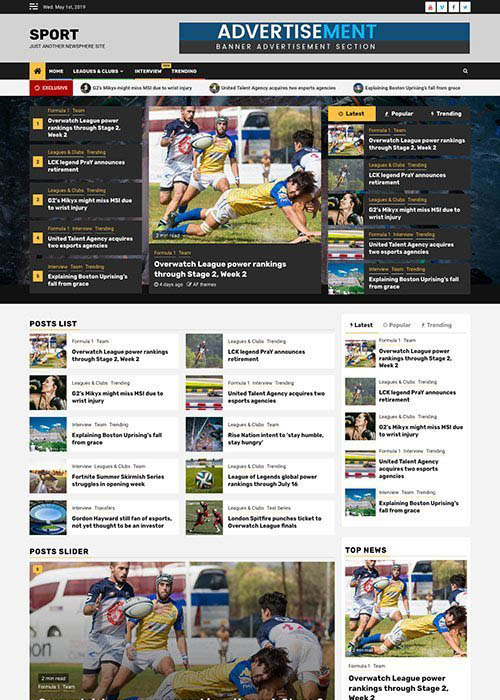 Wed. May 1st, 2019
SPORT
JUST ANOTHER NEWSPHERE SITE
ADVERTISEMENT
BANNER ADVERTISEMENT SECTION
HOME
LEAGUES & CLUBS
INTERVIEW
TRENDING
EXCLUSIVE
G2's Mikyx might miss MSI due to wrist injury
United Talent Agency acquires two esports agencies
Explaining Boston Uprising's fall from grace
1
Formula 1 Team
Overwatch League power
rankings through Stage 2,
Week 2
2
Leagues & Clubs Trending
LCK legend PraY announces
retirement
3
Leagues & Clubs Trending
G2's Mikyx might miss MSI due
to wrist injury
4
Formula 1 Interview Trending
United Talent Agency acquires
two esports agencies
5
Interview Team Trending
Explaining Boston Uprising's
fall from grace
2 min read
Formula 1 Team
Overwatch League power rankings
through Stage 2, Week 2
4 days ago AF themes
Latest
Popular
Trending
Formula 1 Team
Overwatch League power
rankings through Stage 2,
Week 2
Leagues & Clubs Trending
LCK legend PraY announces
retirement
Leagues & Clubs Trending
G2's Mikyx might miss MSI due
to wrist injury
Formula 1 Interview Trending
United Talent Agency acquires
two esports agencies
Interview Team Trending
Explaining Boston Uprising's
fall from grace
POSTS LIST
Formula 1 Team
Overwatch League power
rankings through Stage 2, Week 2
Leagues & Clubs Trending
LCK legend PraY announces
retirement
Leagues & Clubs Trending
G2's Mikyx might miss MSI due to
wrist injury
Formula 1 Interview Trending
United Talent Agency acquires two
esports agencies
Interview Team Trending
Explaining Boston Uprising's fall
from grace
Leagues & Clubs Trending
Rise Nation intent to 'stay humble,
stay hungry'
Interview Leagues & Clubs Team
Fortnite Summer Skirmish Series
struggles in opening week
Leagues & Clubs Trending
League of Legends global power
rankings through July 16
Interview Transfers
Gordon Hayward still fan of esports,
not yet thought to be an investor
Leagues & Clubs Test Series
London Spitfire punches ticket to
Overwatch League finals
Latest
Popular
Trending
Formula 1 Team
Overwatch League power
rankings through Stage 2,
Week 2
Leagues & Clubs Trending
LCK legend PraY announces
retirement
Leagues & Clubs Trending
G2's Mikyx might miss MSI due
to wrist injury
Formula 1 Interview Trending
United Talent Agency
acquires two esports
agencies
Interview Team Trending
Explaining Boston Uprising's
fall from grace
POSTS SLIDER
2 min read
Formula 1 Team
TOP NEWS
2 min read
Formula 1 Team
Overwatch League power
rankings through Stage 2,
Week 2